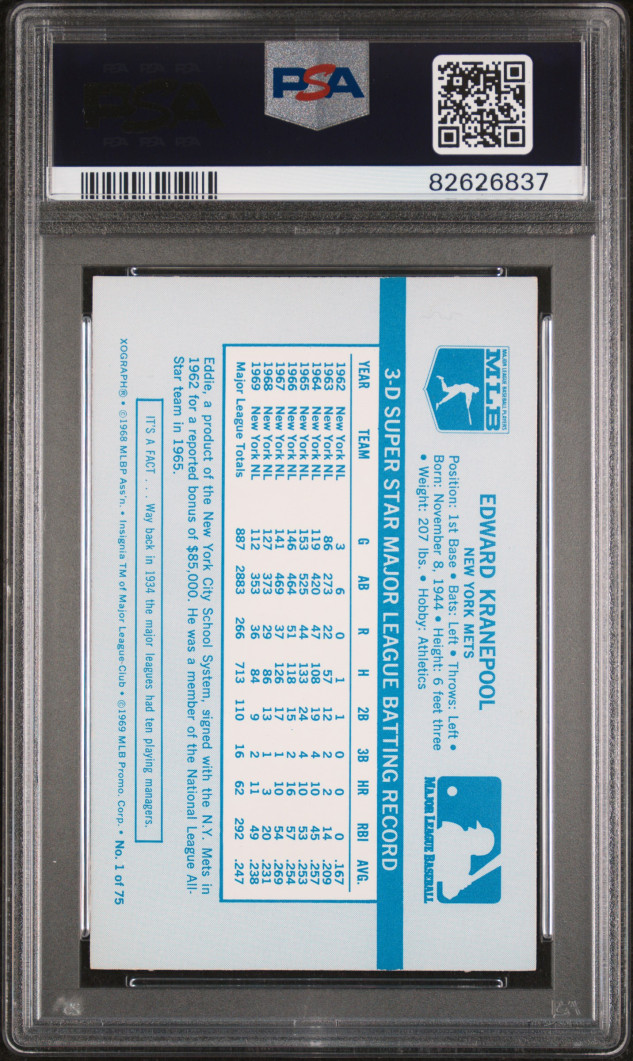 PSA
82626837
MAJOR LEAGUE BASEBALL PLAYERS
MLB
EDWARD KRANEPOOL
NEW YORK METS
Position: 1st Base • Bats: Left • Throws: Left •
Born: November 8, 1944 • Height: 6 feet three
• Weight: 207 lbs. • Hobby: Athletics
MAJOR LEAGUE BASEBALL
3-D SUPER STAR MAJOR LEAGUE BATTING RECORD
YEAR TEAM G AB R H 2B 3B HR RBI AVG.
1962 New York NL 3 6 0 1 1 0 0 0 .167
1963 New York NL 86 273 22 57 12 2 2 14 .209
1964 New York NL 119 420 47 108 19 4 10 45 .257
1965 New York NL 153 525 44 133 24 4 10 53 .253
1966 New York NL 146 464 51 118 15 2 16 57 .254
1967 New York NL 141 469 37 126 17 1 10 54 .269
1968 New York NL 127 373 29 86 13 1 3 20 .231
1969 New York NL 112 353 36 84 9 2 11 49 .238
Major League Totals 887 2883 266 713 110 16 62 292 .247
Eddie, a product of the New York City School System, signed with the N.Y. Mets in
1962 for a reported bonus of $85,000. He was a member of the National League All-
Star team in 1965.
IT'S A FACT . . . Way back in 1934 the major leagues had ten playing managers.
XOGRAPH® • ©1968 MLBP Ass'n. • Insignia TM of Major League-Club • ©1969 MLB Promo. Corp. • No. 1 of 75